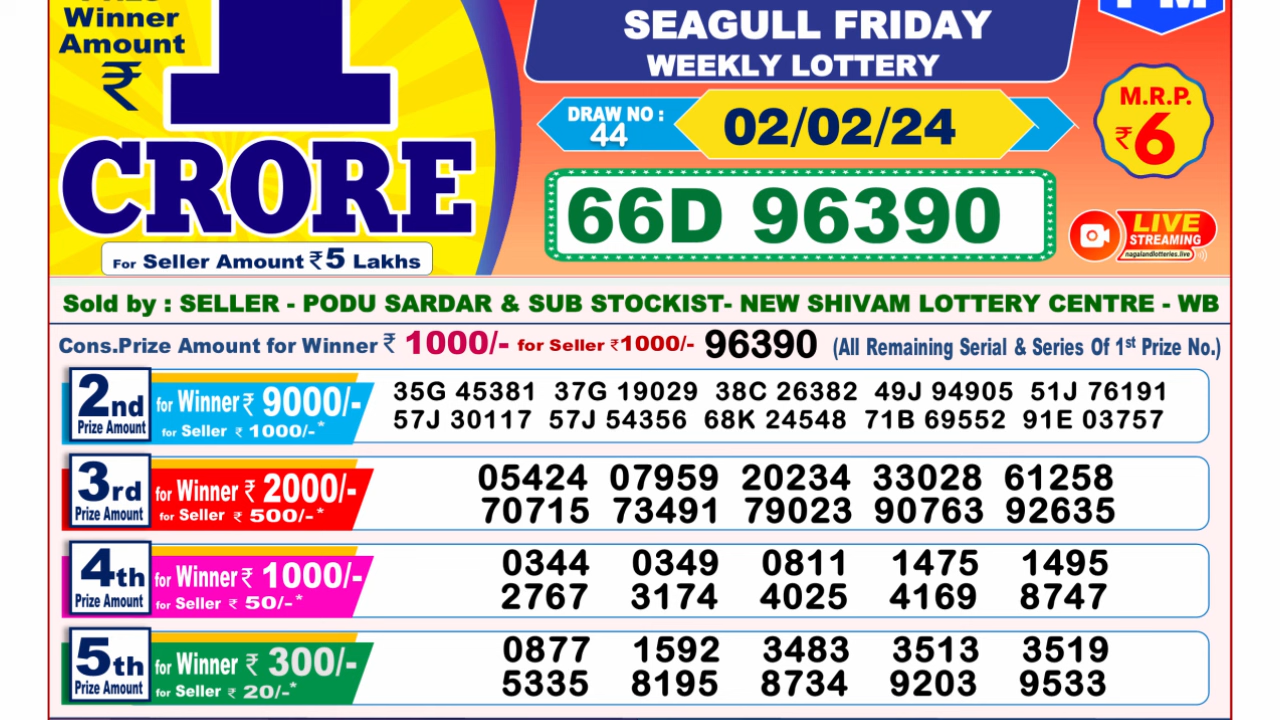 Winner
Amount
₹
1
CRORE
For Seller Amount ₹5 Lakhs
SEAGULL FRIDAY
WEEKLY LOTTERY
DRAW NO :
44
02/02/24
M.R.P.
₹6
66D 96390
LIVE
STREAMING
nagalandlotteries.live
Sold by : SELLER - PODU SARDAR & SUB STOCKIST- NEW SHIVAM LOTTERY CENTRE - WB
Cons.Prize Amount for Winner ₹ 1000/- for Seller ₹1000/- 96390 (All Remaining Serial & Series Of 1st Prize No.)
2nd
Prize Amount
for Winner ₹ 9000/-
for Seller ₹ 1000/-*
35G 45381 37G 19029 38C 26382 49J 94905 51J 76191
57J 30117 57J 54356 68K 24548 71B 69552 91E 03757
3rd
Prize Amount
for Winner ₹ 2000/-
for Seller ₹ 500/-*
05424 07959 20234 33028 61258
70715 73491 79023 90763 92635
4th
Prize Amount
for Winner ₹ 1000/-
for Seller ₹ 50/-*
0344 0349 0811 1475 1495
2767 3174 4025 4169 8747
5th
Prize Amount
for Winner ₹ 300/-
for Seller ₹ 20/-*
0877 1592 3483 3513 3519
5335 8195 8734 9203 9533